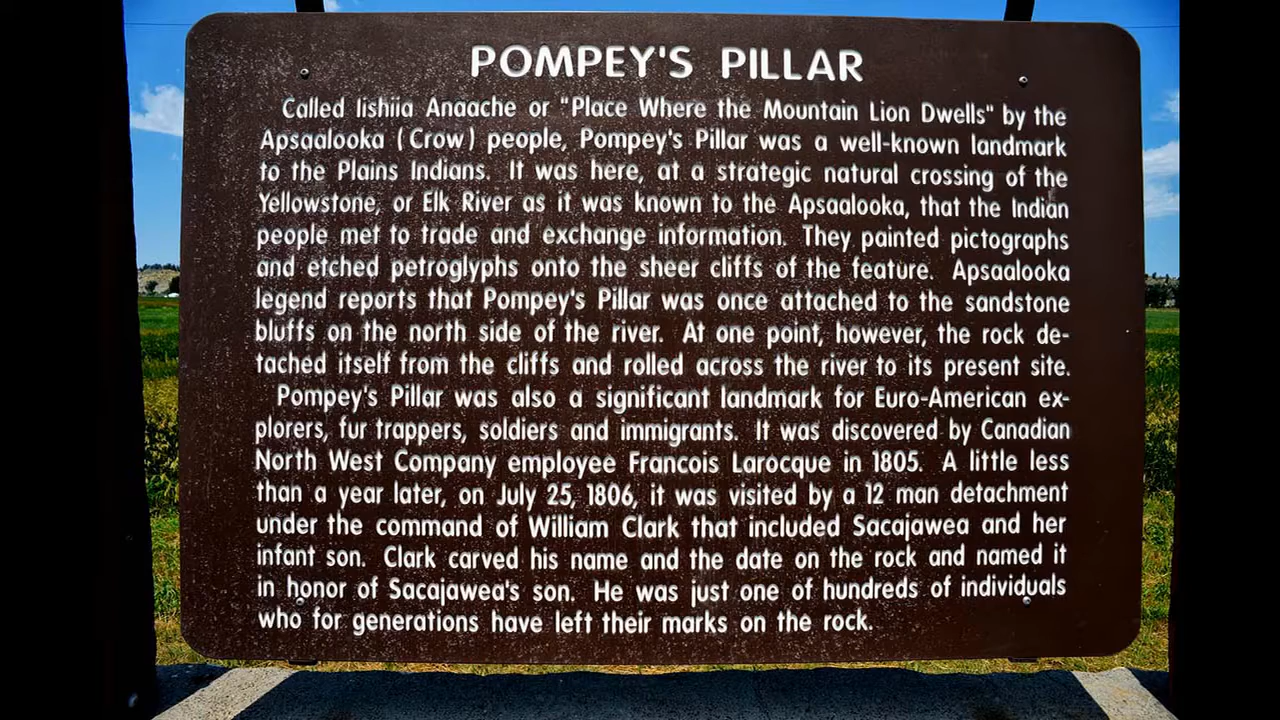 POMPEY'S PILLAR
Called Iishiia Anaache or "Place Where the Mountain Lion Dwells" by the
Apsaalooka (Crow) people, Pompey's Pillar was a well-known landmark
to the Plains Indians. It was here, at a strategic natural crossing of the
Yellowstone, or Elk River as it was known to the Apsaalooka, that the Indian
people met to trade and exchange information. They painted pictographs
and etched petroglyphs onto the sheer cliffs of the feature. Apsaalooka
legend reports that Pompey's Pillar was once attached to the sandstone
bluffs on the north side of the river. At one point, however, the rock de-
tached itself from the cliffs and rolled across the river to its present site.
Pompey's Pillar was also a significant landmark for Euro-American ex-
plorers, fur trappers, soldiers and immigrants. It was discovered by Canadian
North West Company employee Francois Larocque in 1805. A little less
than a year later, on July 25, 1806, it was visited by a 12 man detachment
under the command of William Clark that included Sacajawea and her
infant son. Clark carved his name and the date on the rock and named it
in honor of Sacajawea's son. He was just one of hundreds of individuals
who for generations have left their marks on the rock.